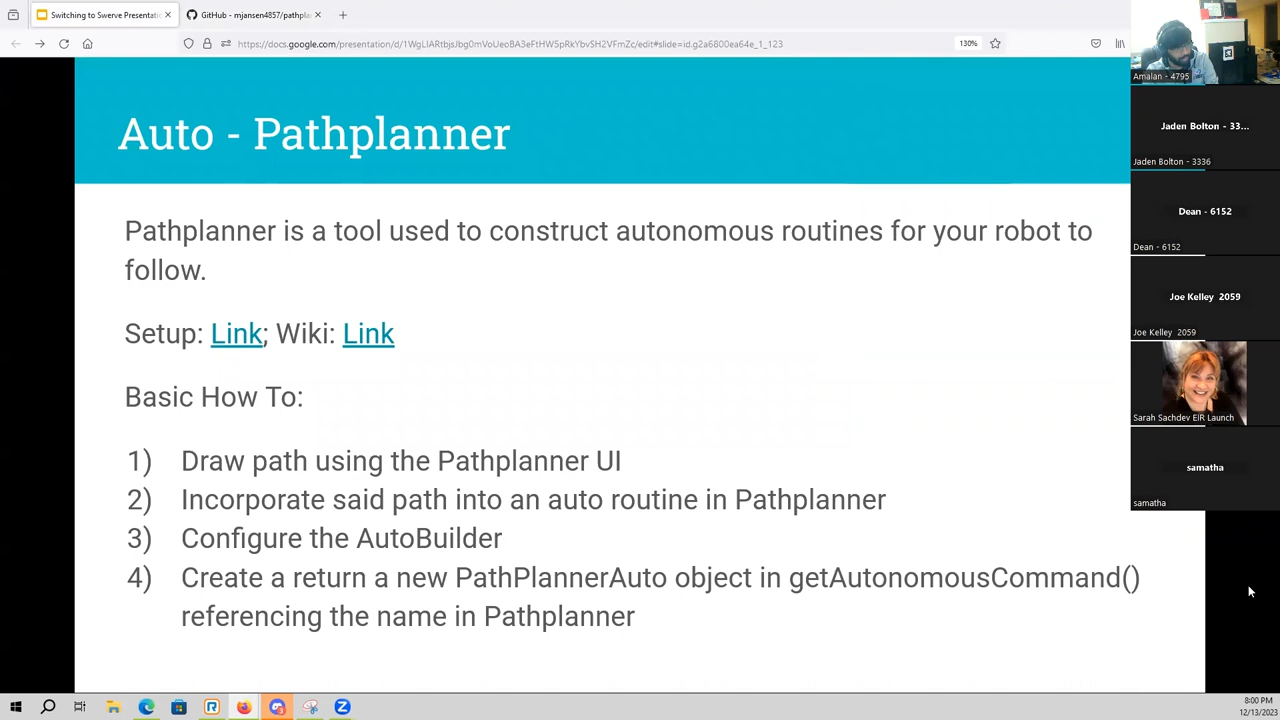 Switching to Swerve Presentatio
GitHub - mjansen4857/pathpla
130%
Auto - Pathplanner
Pathplanner is a tool used to construct autonomous routines for your robot to
follow.
Setup: Link; Wiki: Link
Basic How To:
1) Draw path using the Pathplanner UI
2) Incorporate said path into an auto routine in Pathplanner
3) Configure the AutoBuilder
4) Create a return a new PathPlannerAuto object in getAutonomousCommand()
referencing the name in Pathplanner
Amalan - 4795
Jaden Bolton - 33...
Jaden Bolton - 3336
Dean - 6152
Dean - 6152
Joe Kelley 2059
Joe Kelley 2059
Sarah Sachdev EIR Launch
samatha
samatha
8:00 PM
12/13/2023